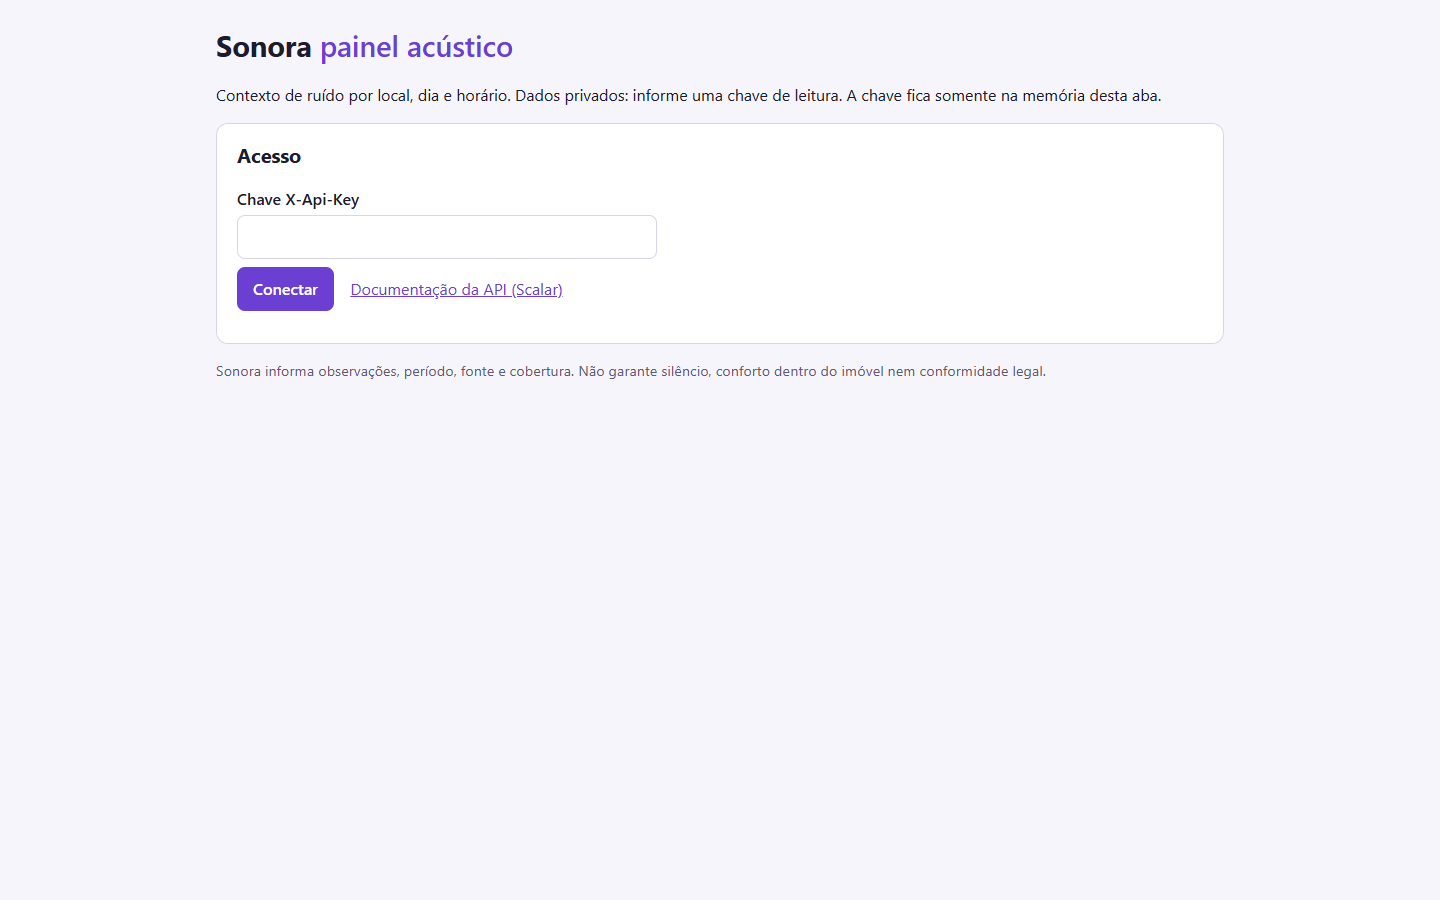 Sonora painel acústico
Contexto de ruído por local, dia e horário. Dados privados: informe uma chave de leitura. A chave fica somente na memória desta aba.
Acesso
Chave X-Api-Key
Conectar Documentação da API (Scalar)
Sonora informa observações, período, fonte e cobertura. Não garante silêncio, conforto dentro do imóvel nem conformidade legal.